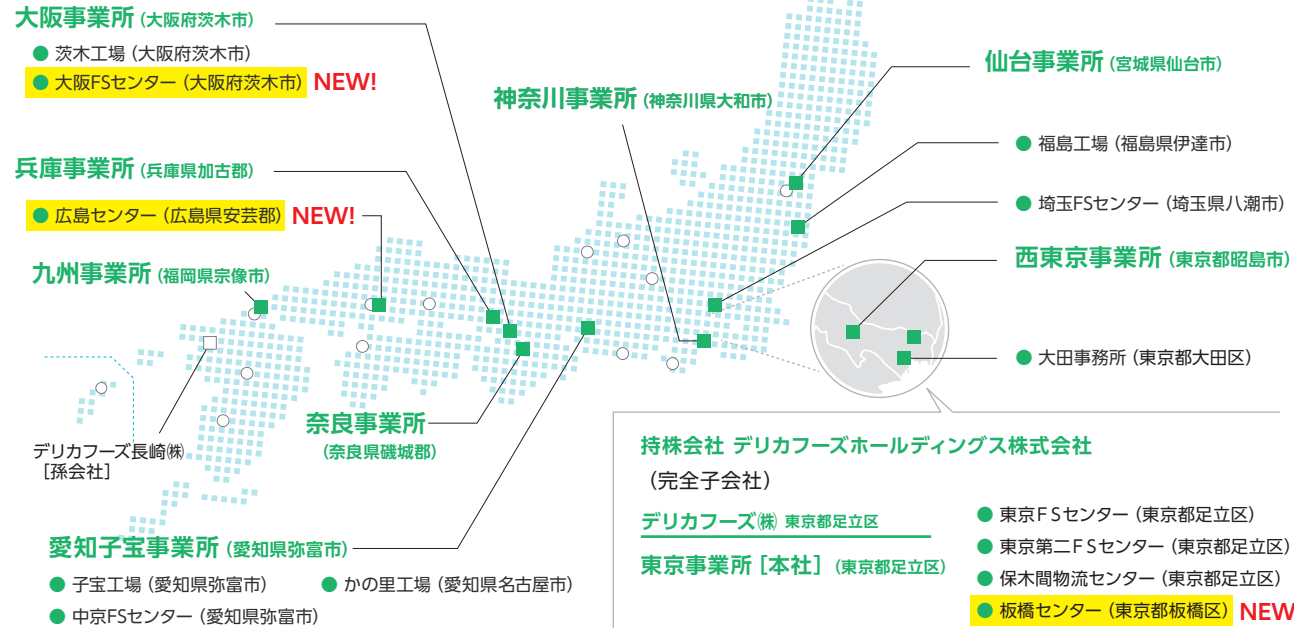 大阪事業所 (大阪府茨木市)
● 茨木工場 (大阪府茨木市)
● 大阪FSセンター (大阪府茨木市) NEW!
兵庫事業所 (兵庫県加古郡)
● 広島センター (広島県安芸郡) NEW!
九州事業所 (福岡県宗像市)
神奈川事業所 (神奈川県大和市)
仙台事業所 (宮城県仙台市)
● 福島工場 (福島県伊達市)
● 埼玉FSセンター (埼玉県八潮市)
西東京事業所 (東京都昭島市)
● 大田事務所 (東京都大田区)
デリカフーズ長崎㈱
[孫会社]
奈良事業所
(奈良県磯城郡)
愛知子宝事業所 (愛知県弥富市)
● 子宝工場 (愛知県弥富市) ● かの里工場 (愛知県名古屋市)
● 中京FSセンター (愛知県弥富市)
持株会社 デリカフーズホールディングス株式会社
(完全子会社)
デリカフーズ㈱ 東京都足立区
東京事業所 [本社] (東京都足立区)
● 東京FSセンター (東京都足立区)
● 東京第二FSセンター (東京都足立区)
● 保木間物流センター (東京都足立区)
● 板橋センター (東京都板橋区) NEW